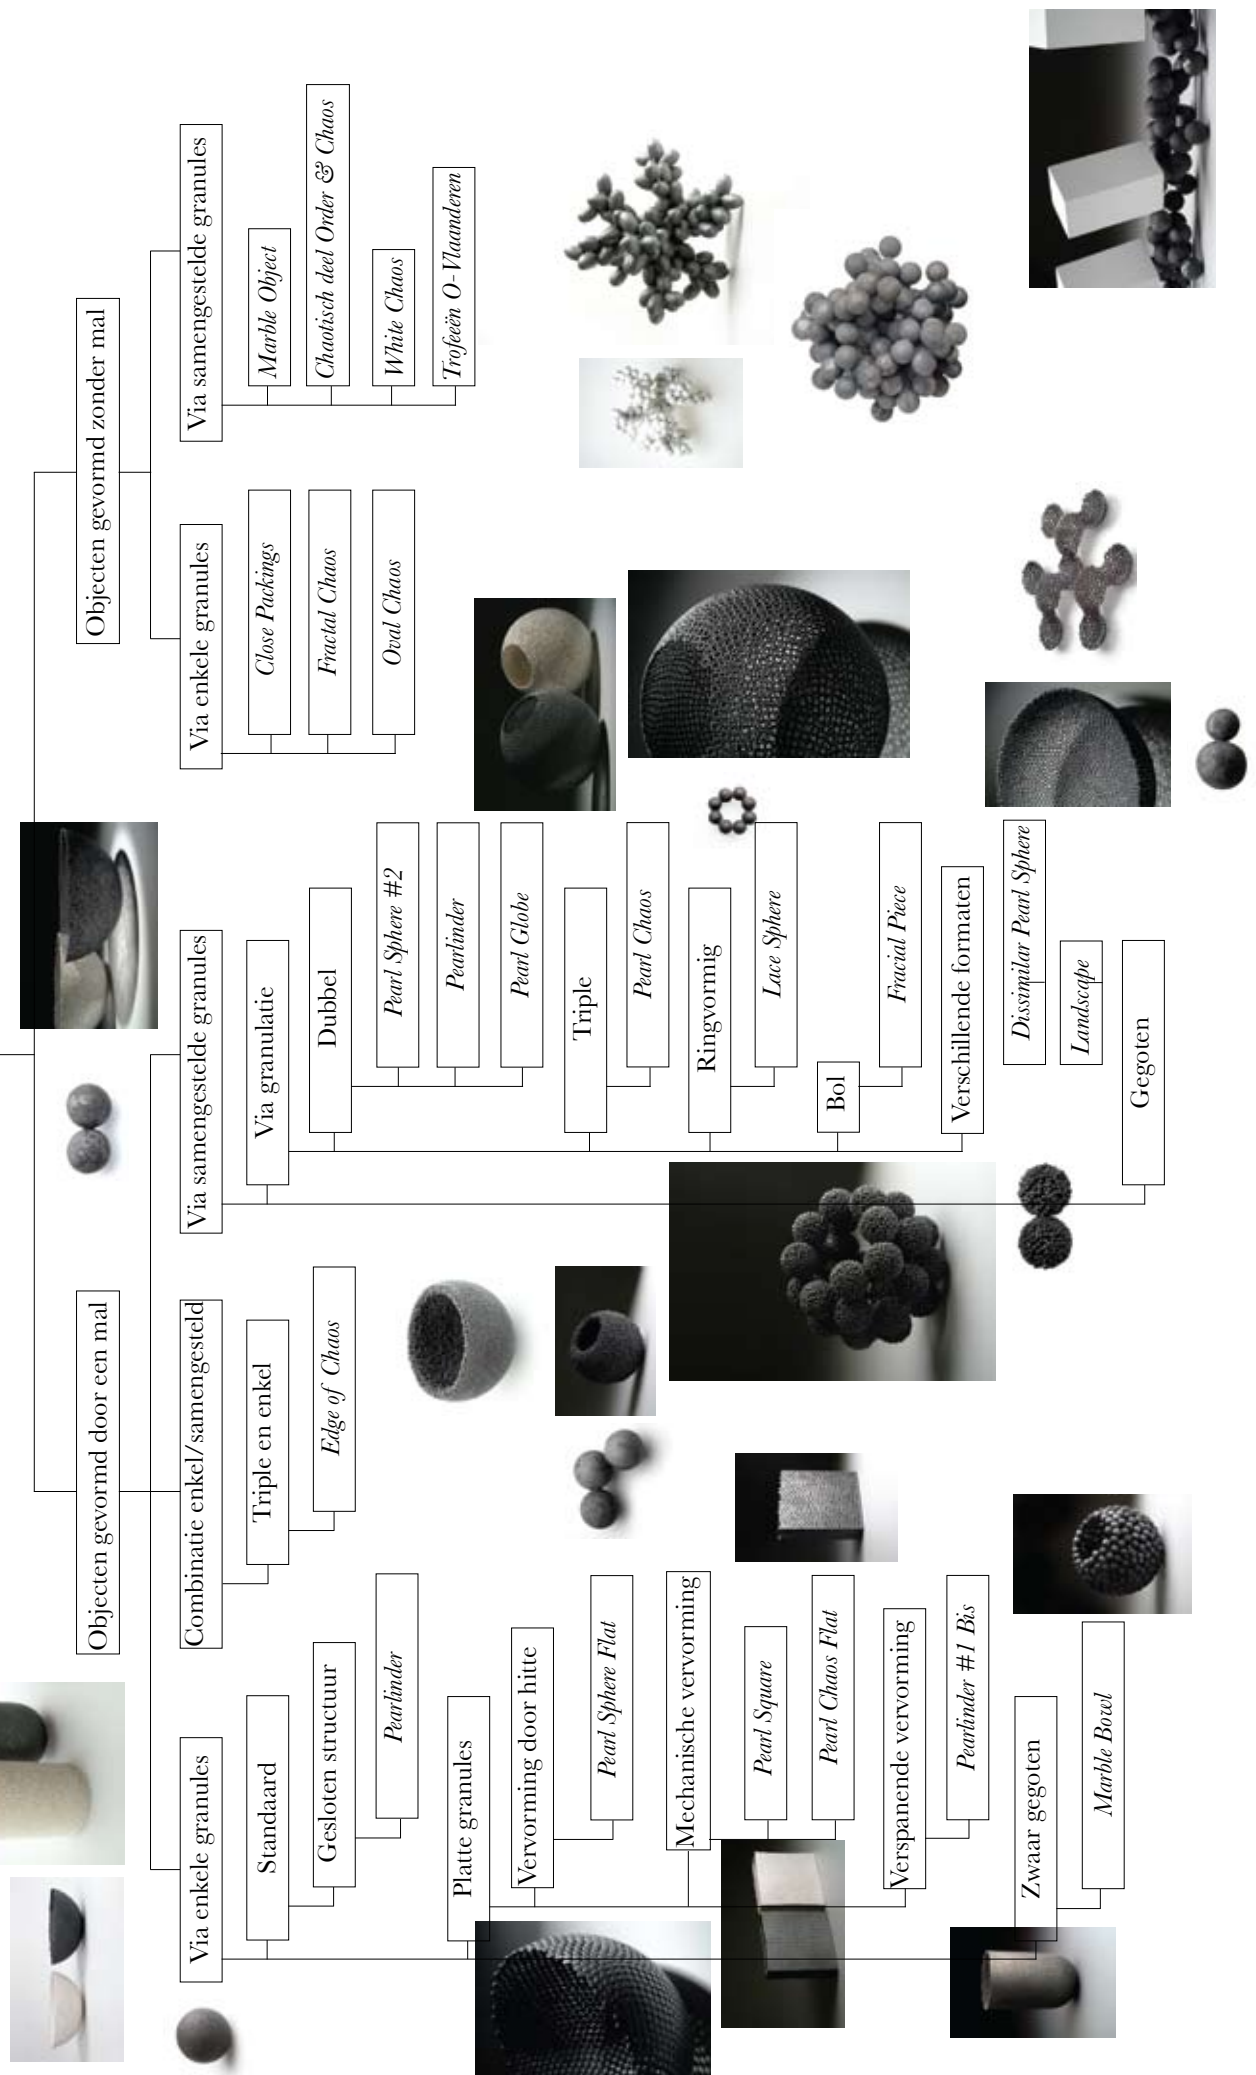 Objecten gevormd door een mal
Via enkele granules
Standaard
Gesloten structuur
Pearlinder
Platte granules
Vervorming door hitte
Pearl Sphere Flat
Mechanische vervorming
Pearl Square
Pearl Chaos Flat
Verspanende vervorming
Pearlinder #1 Bis
Zwaar gegoten
Marble Bowl
Combinatie enkel/samengesteld
Triple en enkel
Edge of Chaos
Via samengestelde granules
Via granulatie
Dubbel
Pearl Sphere #2
Pearlinder
Pearl Globe
Triple
Pearl Chaos
Ringvormig
Lace Sphere
Bol
Fracial Piece
Verschillende formaten
Dissimilar Pearl Sphere
Landscape
Gegoten
Objecten gevormd zonder mal
Via enkele granules
Close Packings
Fractal Chaos
Oval Chaos
Via samengestelde granules
Marble Object
Chaotisch deel Order & Chaos
White Chaos
Trofeeën O-Vlaanderen